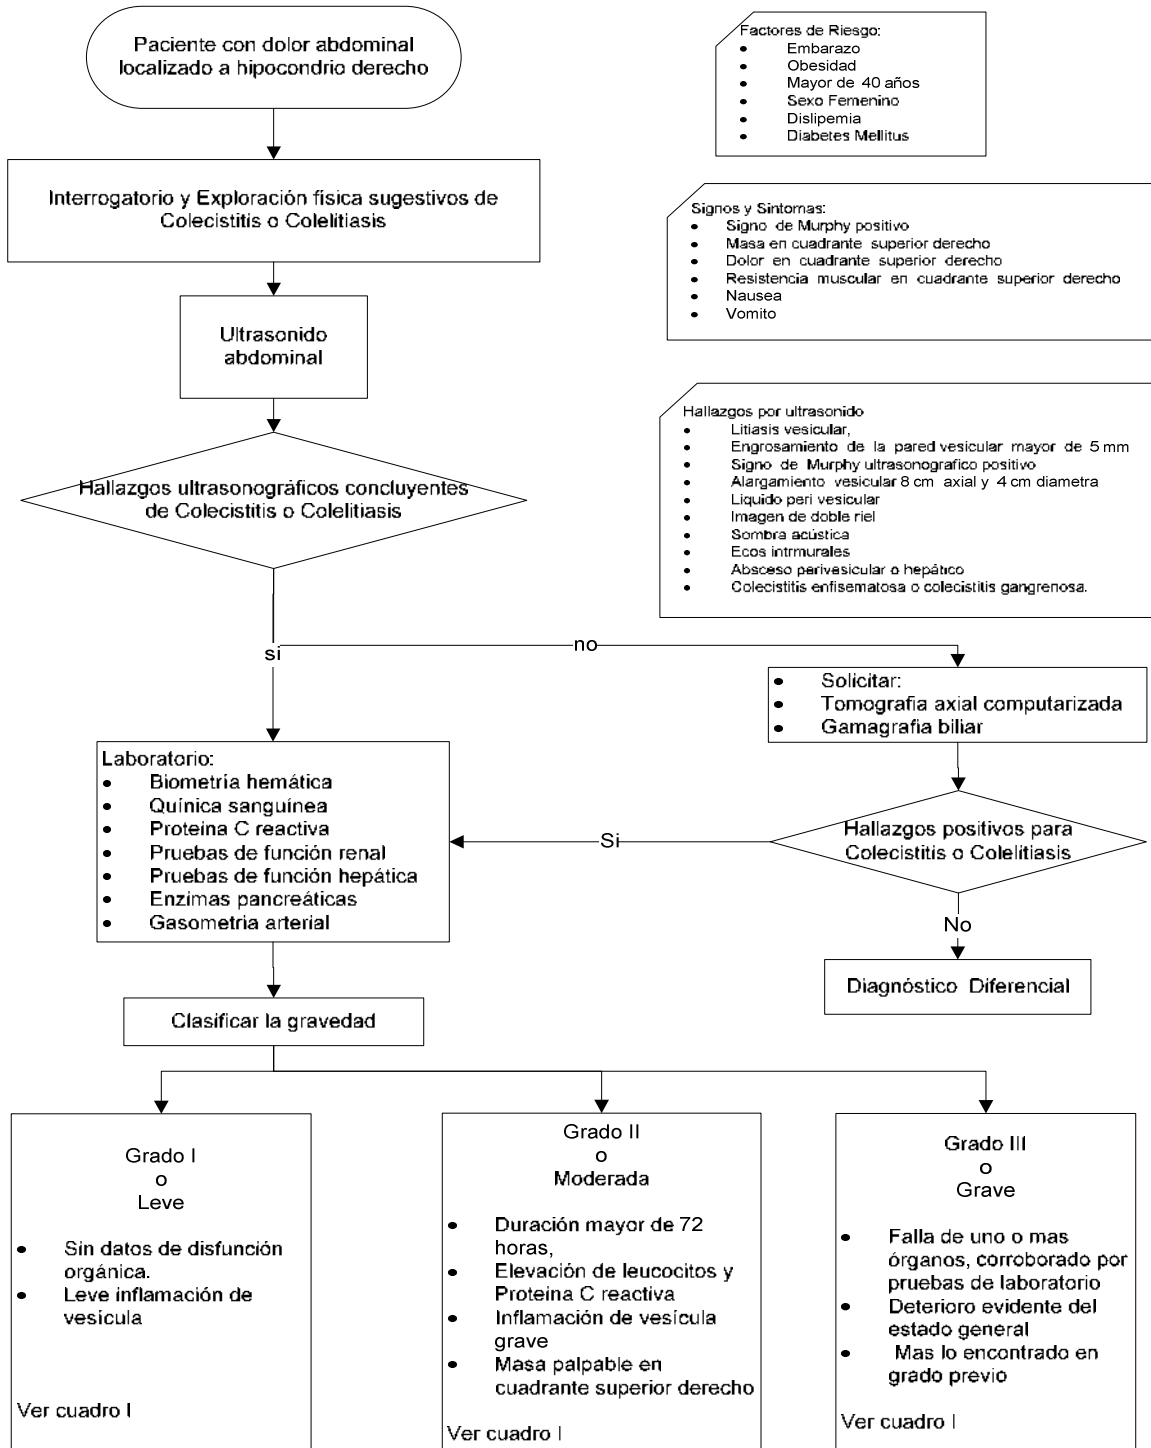 Paciente con dolor abdominal
localizado a hipocondrio derecho
Factores de Riesgo:
• Embarazo
• Obesidad
• Mayor de 40 años
• Sexo Femenino
• Dislipemia
• Diabetes Mellitus
Interrogatorio y Exploración física sugestivos de
Colecistitis o Colelitiasis
Signos y Sintomas:
• Signo de Murphy positivo
• Masa en cuadrante superior derecho
• Dolor en cuadrante superior derecho
• Resistencia muscular en cuadrante superior derecho
• Nausea
• Vomito
Ultrasonido
abdominal
Hallazgos por ultrasonido
• Litiasis vesicular,
• Engrosamiento de la pared vesicular mayor de 5 mm
• Signo de Murphy ultrasonografico positivo
• Alargamiento vesicular 8 cm axial y 4 cm diametra
• Liquido peri vesicular
• Imagen de doble riel
• Sombra acústica
• Ecos intrmurales
• Absceso perivesicular o hepático
• Colecistitis enfisematosa o colecistitis gangrenosa.
Hallazgos ultrasonográficos concluyentes
de Colecistitis o Colelitiasis
si
no
• Solicitar:
• Tomografia axial computarizada
• Gamagrafia biliar
Laboratorio:
• Biometría hemática
• Quínica sanguínea
• Proteina C reactiva
• Pruebas de función renal
• Pruebas de función hepática
• Enzimas pancreáticas
• Gasometria arterial
Si
Hallazgos positivos para
Colecistitis o Colelitiasis
No
Diagnóstico Diferencial
Clasificar la gravedad
Grado I
o
Leve
• Sin datos de disfunción
orgánica.
• Leve inflamación de
vesícula
Ver cuadro I
Grado II
o
Moderada
• Duración mayor de 72
horas,
• Elevación de leucocitos y
Proteina C reactiva
• Inflamación de vesícula
grave
• Masa palpable en
cuadrante superior derecho
Ver cuadro I
Grado III
o
Grave
• Falla de uno o mas
órganos, corroborado por
pruebas de laboratorio
• Deterioro evidente del
estado general
• Mas lo encontrado en
grado previo
Ver cuadro I